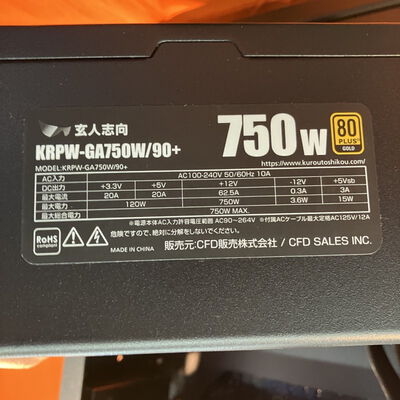 玄人志向
KRPW-GA750W/90+
MODEL:KRPW-GA750W/90+
750W
80
PLUS
GOLD
https://www.kuroutoshikou.com/
AC入力 AC100-240V 50/60Hz 10A
DC出力 +3.3V +5V +12V -12V +5Vsb
最大電流 20A 20A 62.5A 0.3A 3A
最大電力 120W 750W 3.6W 15W
最大総合電力 750W MAX.
※電源本体AC入力許容電圧範囲 AC90~264V ※付属ACケーブル最大定格AC125V/12A
RoHS
compliant
危険ですので、絶対に分解をしないでください。
MADE IN CHINA
販売元:CFD販売株式会社 / CFD SALES INC.